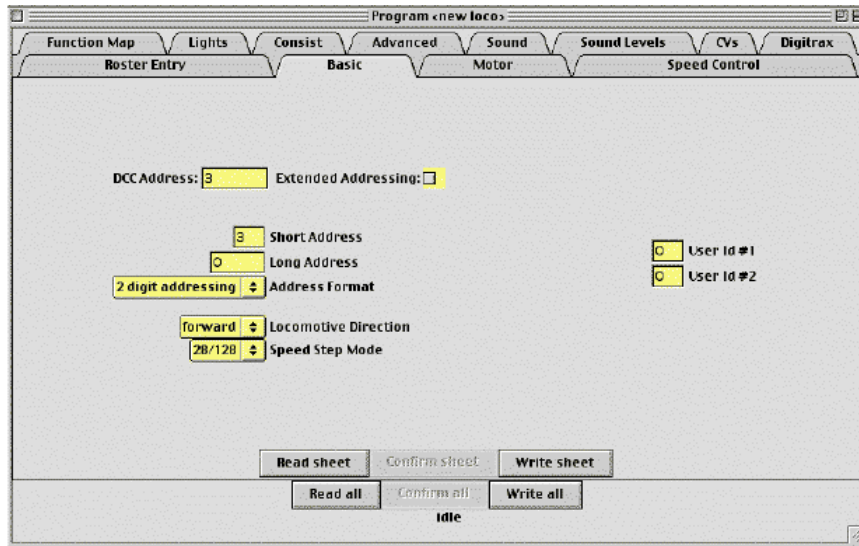 Program <new loco>
Function Map Lights Consist Advanced Sound Sound Levels CVs Digitrax
Roster Entry Basic Motor Speed Control
DCC Address: 3 Extended Addressing:
3 Short Address
0 Long Address
2 digit addressing Address Format
forward Locomotive Direction
28/128 Speed Step Mode
0 User Id #1
0 User Id #2
Read sheet Confirm sheet Write sheet
Read all Confirm all Write all
idle